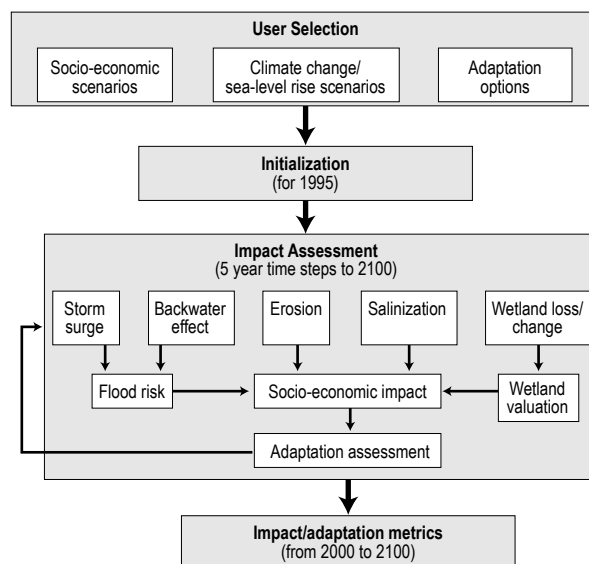 User Selection
Socio-economic
scenarios
Climate change/
sea-level rise scenarios
Adaptation
options
Initialization
(for 1995)
Impact Assessment
(5 year time steps to 2100)
Storm
surge
Backwater
effect
Erosion
Salinization
Wetland loss/
change
Flood risk
Socio-economic impact
Wetland
valuation
Adaptation assessment
Impact/adaptation metrics
(from 2000 to 2100)